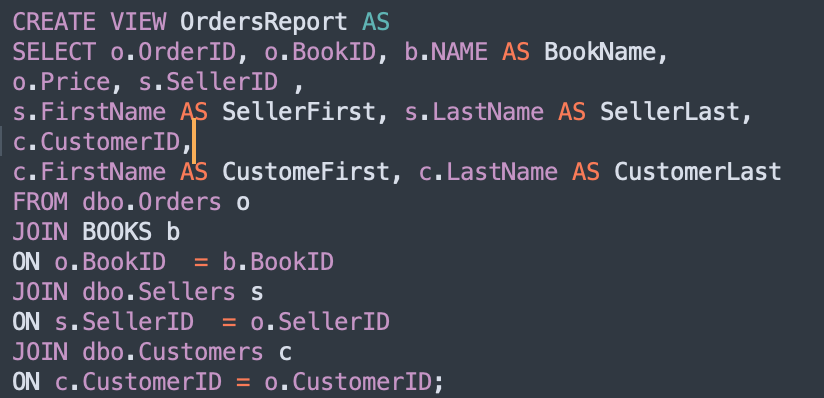 CREATE VIEW OrdersReport AS
SELECT o.OrderID, o.BookID, b.NAME AS BookName,
o.Price, s.SellerID ,
s.FirstName AS SellerFirst, s.LastName AS SellerLast,
c.CustomerID,
c.FirstName AS CustomeFirst, c.LastName AS CustomerLast
FROM dbo.Orders o
JOIN BOOKS b
ON o.BookID  = b.BookID
JOIN dbo.Sellers s
ON s.SellerID  = o.SellerID
JOIN dbo.Customers c
ON c.CustomerID = o.CustomerID;